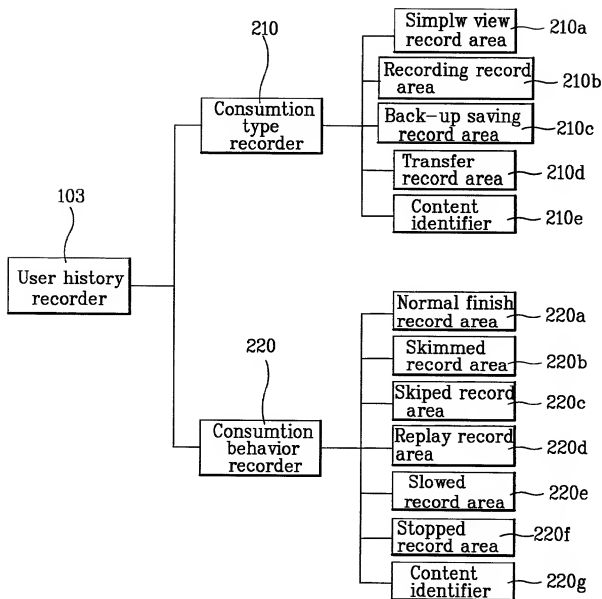 210
Simplw view
record area
210a
Recording record
area
210b
Consumtion
type
recorder
Back-up saving
record area
210c
Transfer
record area
210d
Content
identifier
210e
103
User history
recorder
Normal finish
record area
220a
220
Skimmed
record area
220b
Skiped record
area
220c
Consumtion
behavior
recorder
Replay record
area
220d
Slowed
record area
220e
Stopped
record area
220f
Content
identifier
220g